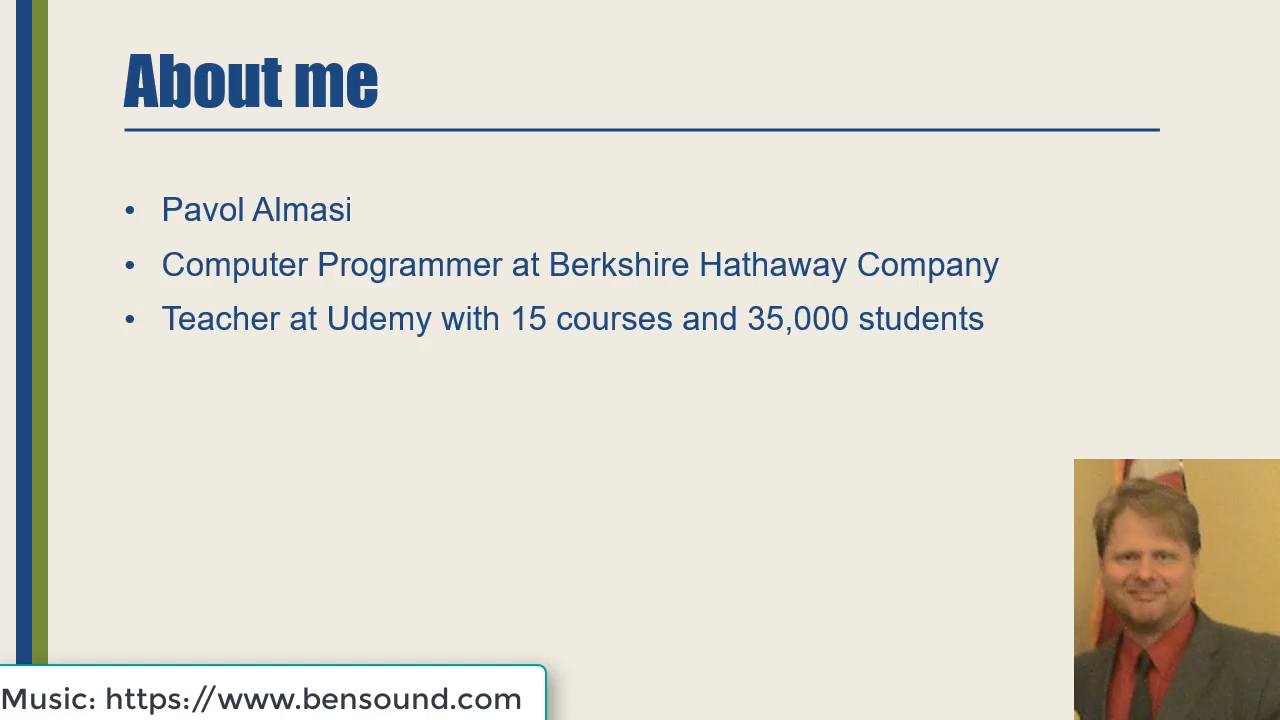 About me
• Pavol Almasi
• Computer Programmer at Berkshire Hathaway Company
• Teacher at Udemy with 15 courses and 35,000 students
Music: https://www.bensound.com